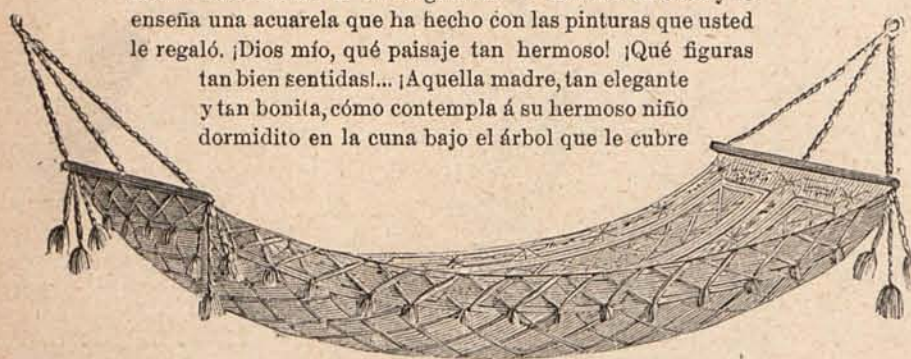 enseña una acuarela que ha hecho con las pinturas que usted
le regaló. ¡Dios mío, qué paisaje tan hermoso! ¡Qué figuras
tan bien sentidas!... ¡Aquella madre, tan elegante
y tan bonita, cómo contempla á su hermoso niño
dormidito en la cuna bajo el árbol que le cubre